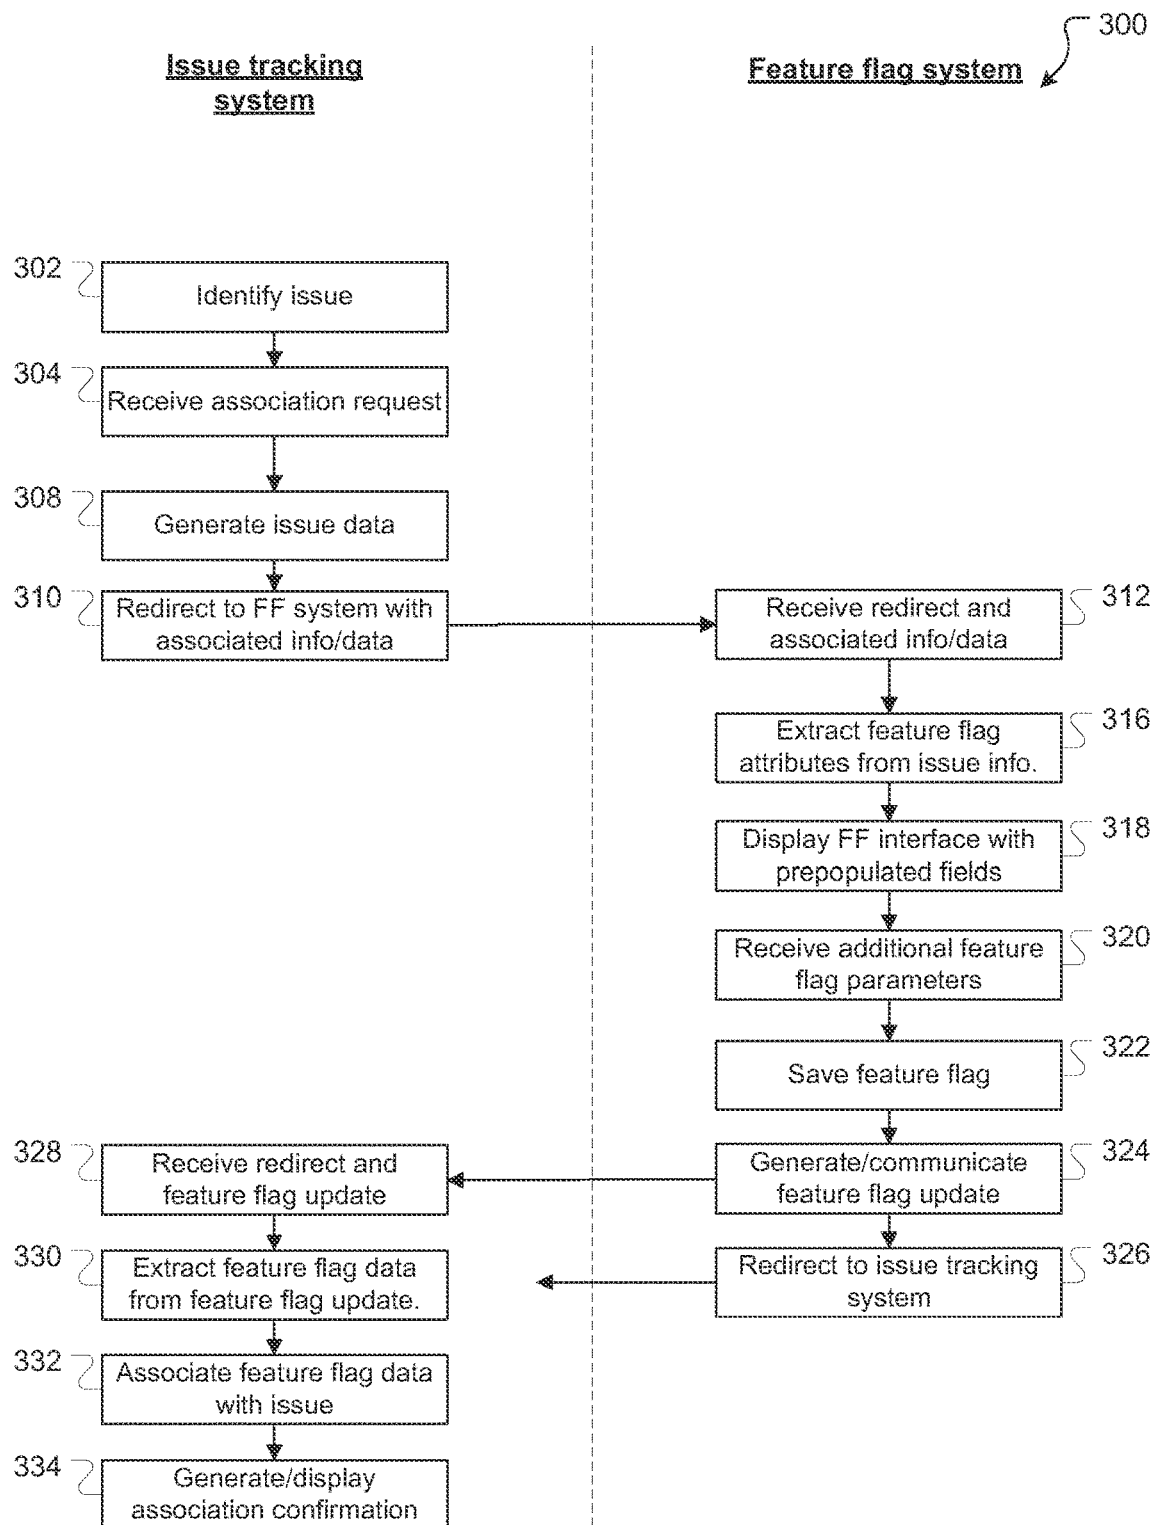 300
Issue tracking
system
Feature flag system
302
Identify issue
304
Receive association request
308
Generate issue data
310
Redirect to FF system with
associated info/data
312
Receive redirect and
associated info/data
316
Extract feature flag
attributes from issue info.
318
Display FF interface with
prepopulated fields
320
Receive additional feature
flag parameters
322
Save feature flag
324
Generate/communicate
feature flag update
326
Redirect to issue tracking
system
328
Receive redirect and
feature flag update
330
Extract feature flag data
from feature flag update.
332
Associate feature flag data
with issue
334
Generate/display
association confirmation